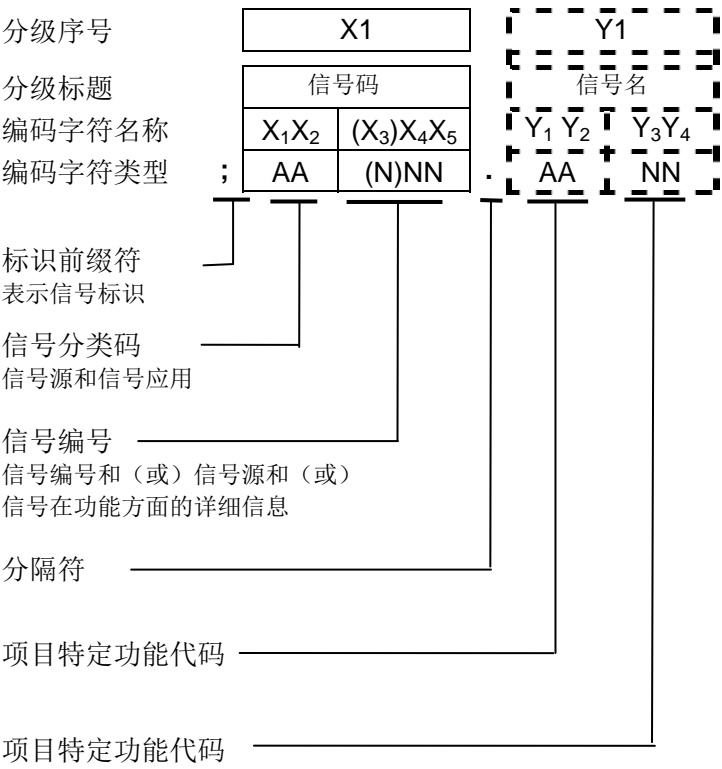 分级序号 X1 Y1
分级标题 信号码 信号名
编码字符名称 X₁X₂ (X₃)X₄X₅ Y₁ Y₂ Y₃Y₄
编码字符类型 ; AA (N)NN . AA NN
标识前缀符
表示信号标识
信号分类码
信号源和信号应用
信号编号
信号编号和（或）信号源和（或）
信号在功能方面的详细信息
分隔符
项目特定功能代码
项目特定功能代码